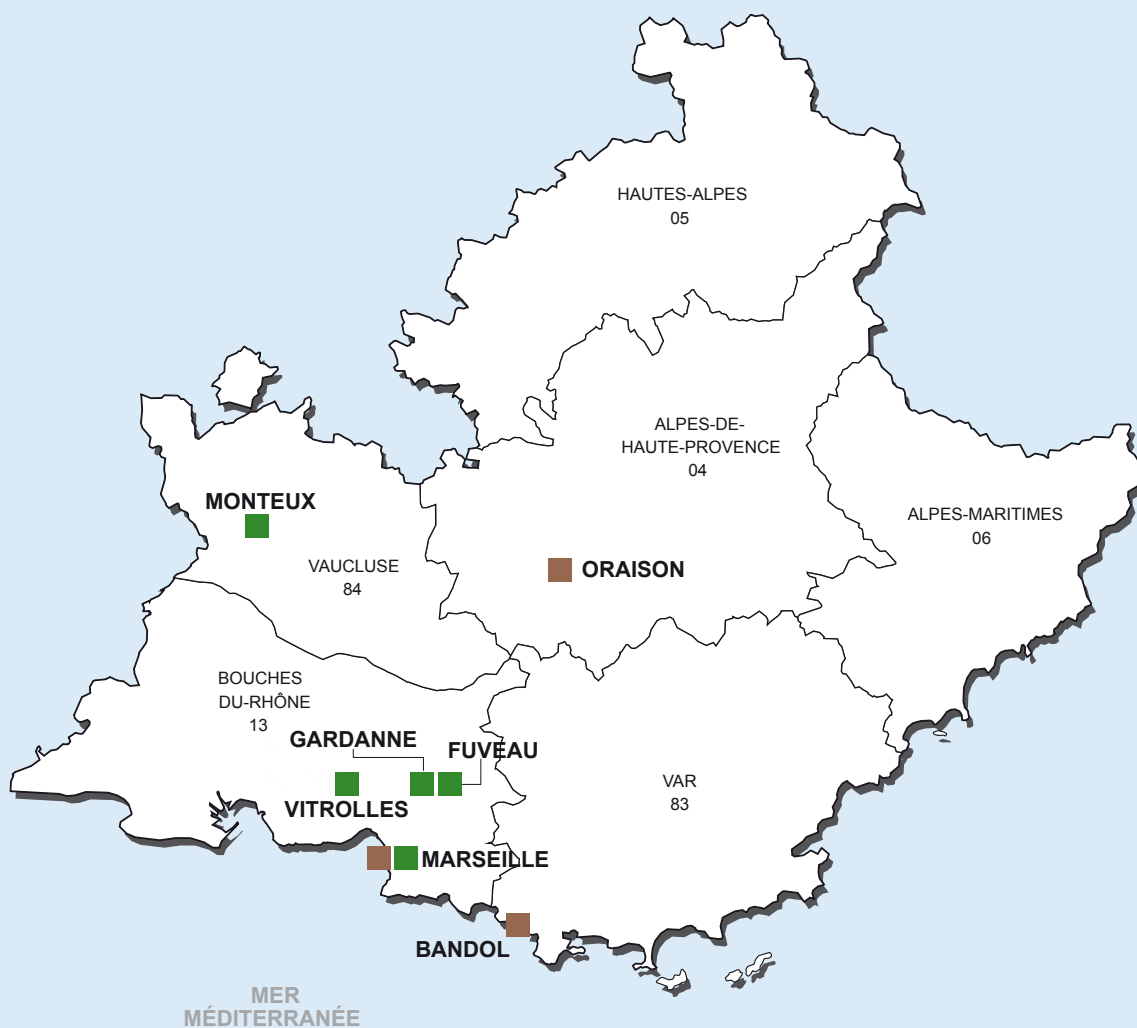 HAUTES-ALPES
05
ALPES-DE-
HAUTE-PROVENCE
04
MONTEUX
ALPES-MARITIMES
06
VAUCLUSE
84
ORAISON
BOUCHES
DU-RHÔNE
13
GARDANNE
FUVEAU
VITROLLES
VAR
83
MARSEILLE
BANDOL
MER
MÉDITERRANÉE